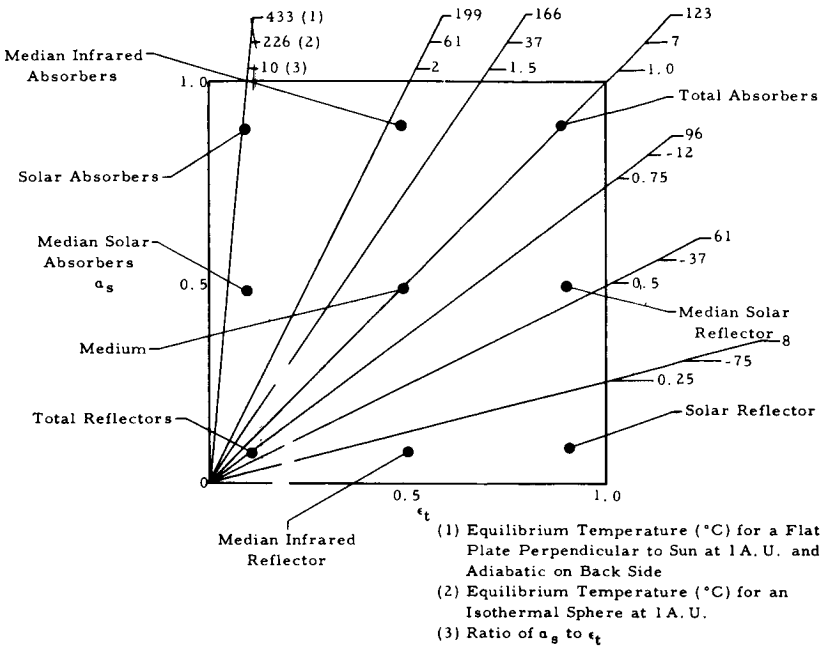 433 (1)
199
166
123
226 (2)
61
37
7
10 (3)
2
1.5
1.0
Median Infrared
Absorbers
1.0
Total Absorbers
96
-12
0.75
Solar Absorbers
Median Solar
Absorbers
αs
0.5
61
-37
0.5
Median Solar
Reflector
Medium
8
-75
0.25
Total Reflectors
Solar Reflector
0
0.5
1.0
εt
Median Infrared
Reflector
(1) Equilibrium Temperature (°C) for a Flat
Plate Perpendicular to Sun at 1A.U. and
Adiabatic on Back Side
(2) Equilibrium Temperature (°C) for an
Isothermal Sphere at 1A.U.
(3) Ratio of αs to εt